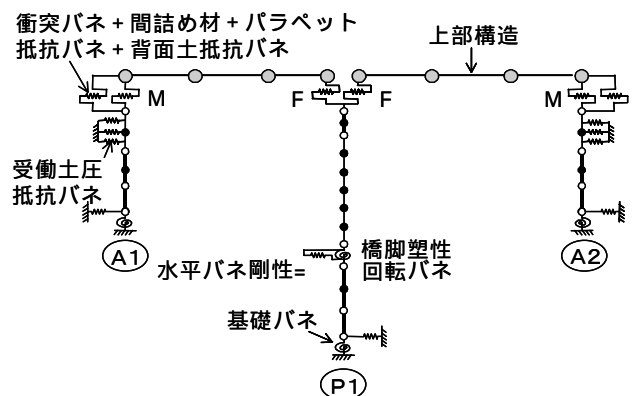 衝突バネ+間詰め材+パラペット
抵抗バネ+背面土抵抗バネ
上部構造
M
F
F
M
受働土圧
抵抗バネ
A1
水平バネ剛性=
橋脚塑性
回転バネ
A2
基礎バネ
P1